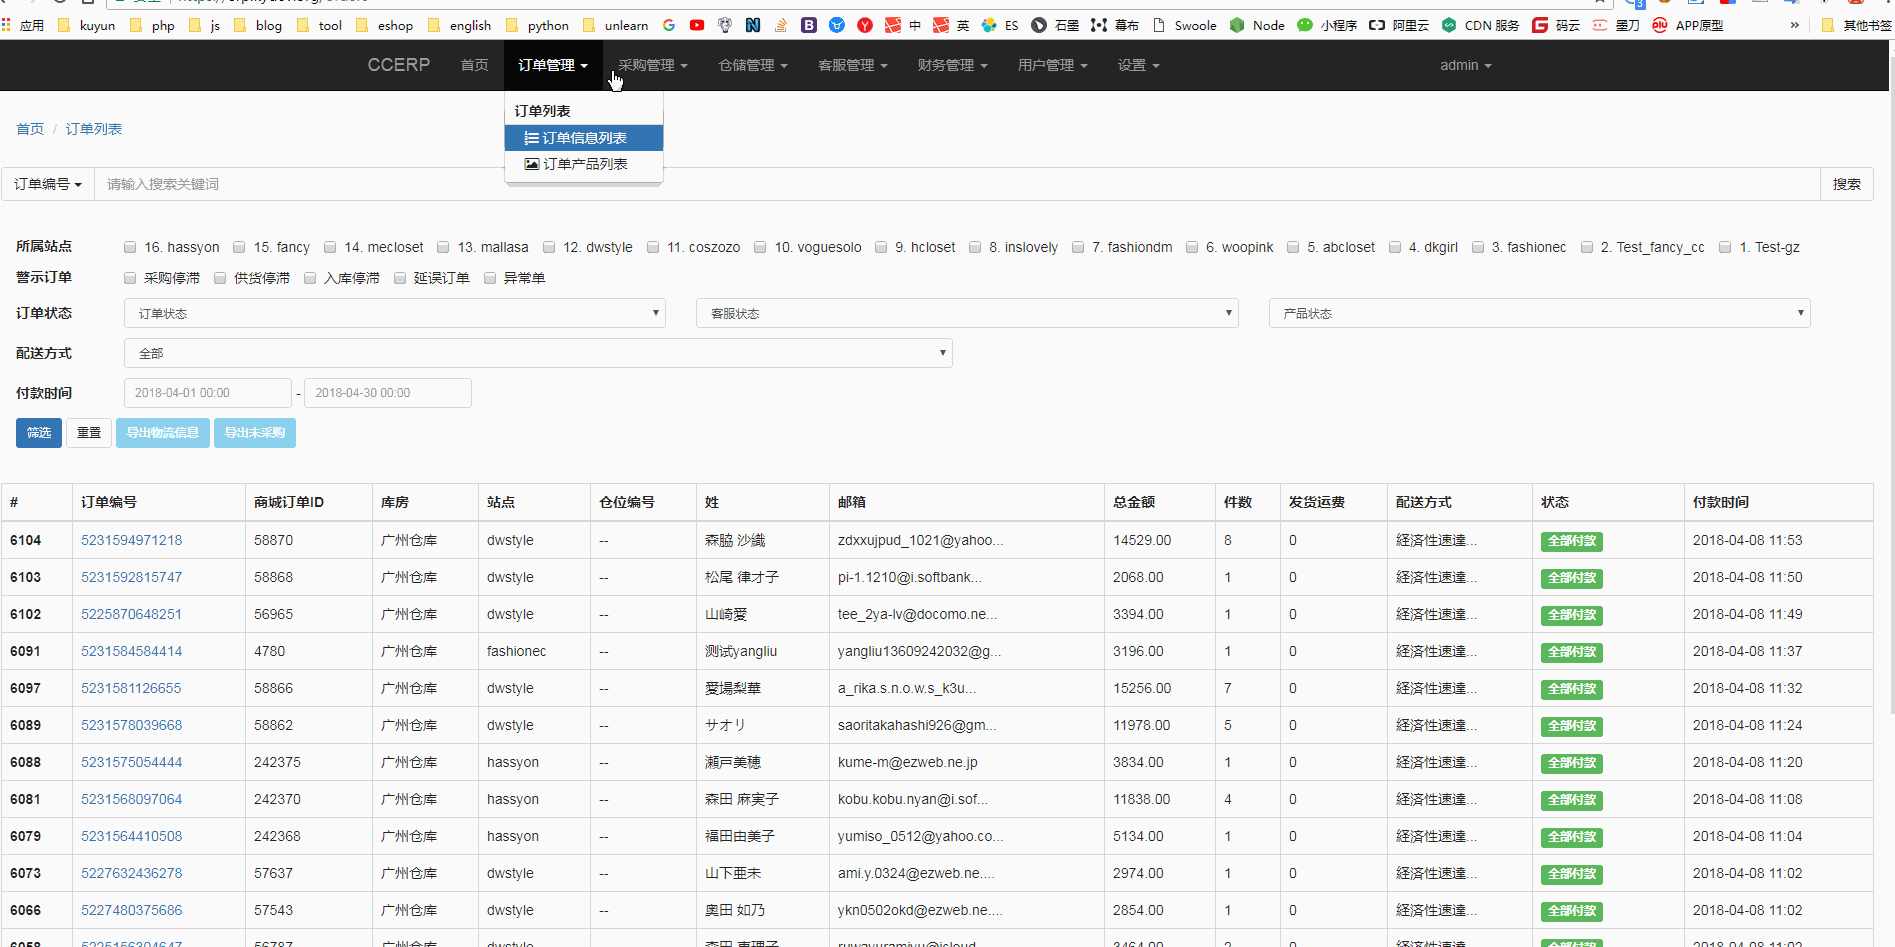 应用 kuyun php js blog tool eshop english python unlearn 中 英 ES 石墨 幕布 Swoole Node 小程序 阿里云 CDN 服务 码云 墨刀 APP原型 » 其他书签
CCERP 首页 订单管理 采购管理 仓储管理 客服管理 财务管理 用户管理 设置 admin
订单列表
订单信息列表
订单产品列表
首页 / 订单列表
订单编号 请输入搜索关键词 搜索
所属站点 16. hassyon 15. fancy 14. mecloset 13. mallasa 12. dwstyle 11. coszozo 10. voguesolo 9. hcloset 8. inslovely 7. fashiondm 6. woopink 5. abcloset 4. dkgirl 3. fashionec 2. Test_fancy_cc 1. Test-gz
警示订单 采购停滞 供货停滞 入库停滞 延误订单 异常单
订单状态 订单状态 客服状态 产品状态
配送方式 全部
付款时间 2018-04-01 00:00 - 2018-04-30 00:00
筛选 重置 导出物流信息 导出未采购
# 订单编号 商城订单ID 库房 站点 仓位编号 姓 邮箱 总金额 件数 发货运费 配送方式 状态 付款时间
6104 5231594971218 58870 广州仓库 dwstyle -- 森脇 沙織 zdxxujpud_1021@yahoo... 14529.00 8 0 経済性速達... 全部付款 2018-04-08 11:53
6103 5231592815747 58868 广州仓库 dwstyle -- 松尾 律才子 pi-1.1210@i.softbank... 2068.00 1 0 経済性速達... 全部付款 2018-04-08 11:50
6102 5225870648251 56965 广州仓库 dwstyle -- 山崎愛 tee_2ya-lv@docomo.ne... 3394.00 1 0 経済性速達... 全部付款 2018-04-08 11:49
6091 5231584584414 4780 广州仓库 fashionec -- 测试yangliu yangliu13609242032@g... 3196.00 1 0 経済性速達... 全部付款 2018-04-08 11:37
6097 5231581126655 58866 广州仓库 dwstyle -- 愛場梨華 a_rika.s.n.o.w.s_k3u... 15256.00 7 0 経済性速達... 全部付款 2018-04-08 11:32
6089 5231578039668 58862 广州仓库 dwstyle -- サオリ saoritakahashi926@gm... 11978.00 5 0 経済性速達... 全部付款 2018-04-08 11:24
6088 5231575054444 242375 广州仓库 hassyon -- 瀬戸美穂 kume-m@ezweb.ne.jp 3834.00 1 0 経済性速達... 全部付款 2018-04-08 11:20
6081 5231568097064 242370 广州仓库 hassyon -- 森田 麻実子 kobu.kobu.nyan@i.sof... 11838.00 4 0 経済性速達... 全部付款 2018-04-08 11:08
6079 5231564410508 242368 广州仓库 hassyon -- 福田由美子 yumiso_0512@yahoo.co... 5134.00 1 0 経済性速達... 全部付款 2018-04-08 11:04
6073 5227632436278 57637 广州仓库 dwstyle -- 山下亜未 ami.y.0324@ezweb.ne.... 2974.00 1 0 経済性速達... 全部付款 2018-04-08 11:02
6066 5227480375686 57543 广州仓库 dwstyle -- 奥田 如乃 ykn0502okd@ezweb.ne.... 2854.00 1 0 経済性速達... 全部付款 2018-04-08 11:02